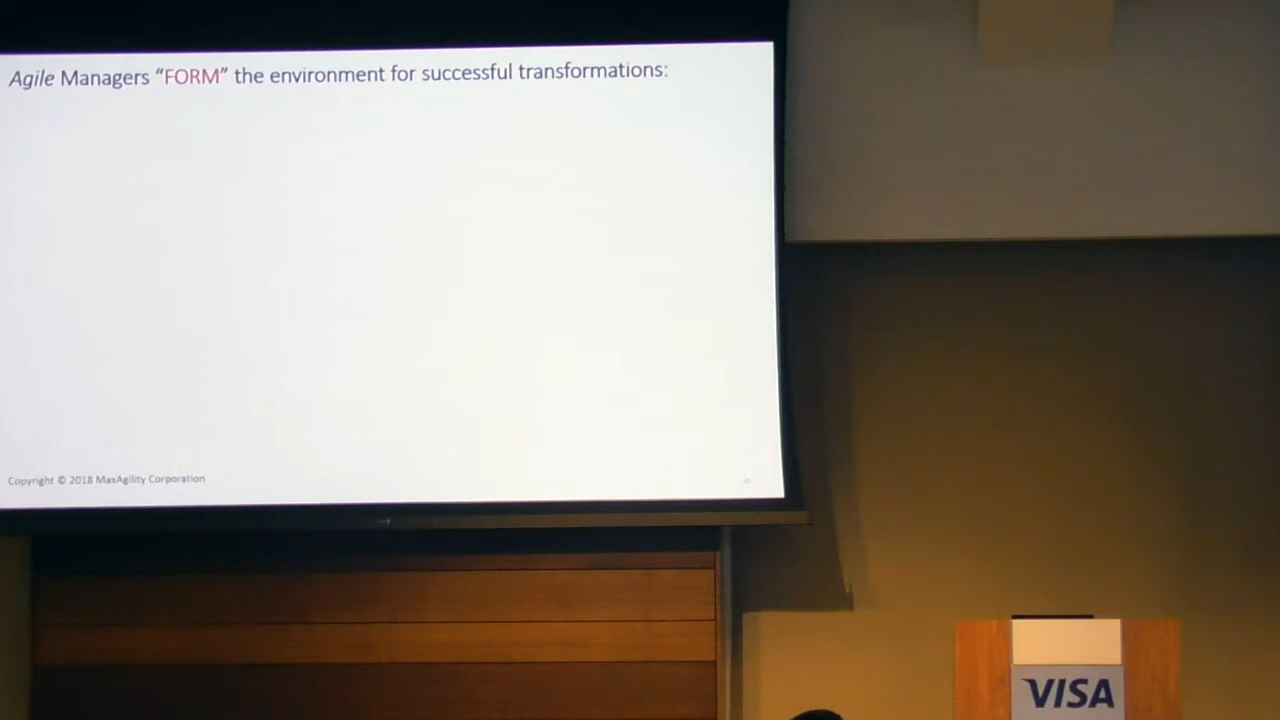 Agile Managers “FORM” the environment for successful transformations:
Copyright © 2018 MaxAgility Corporation
VISA